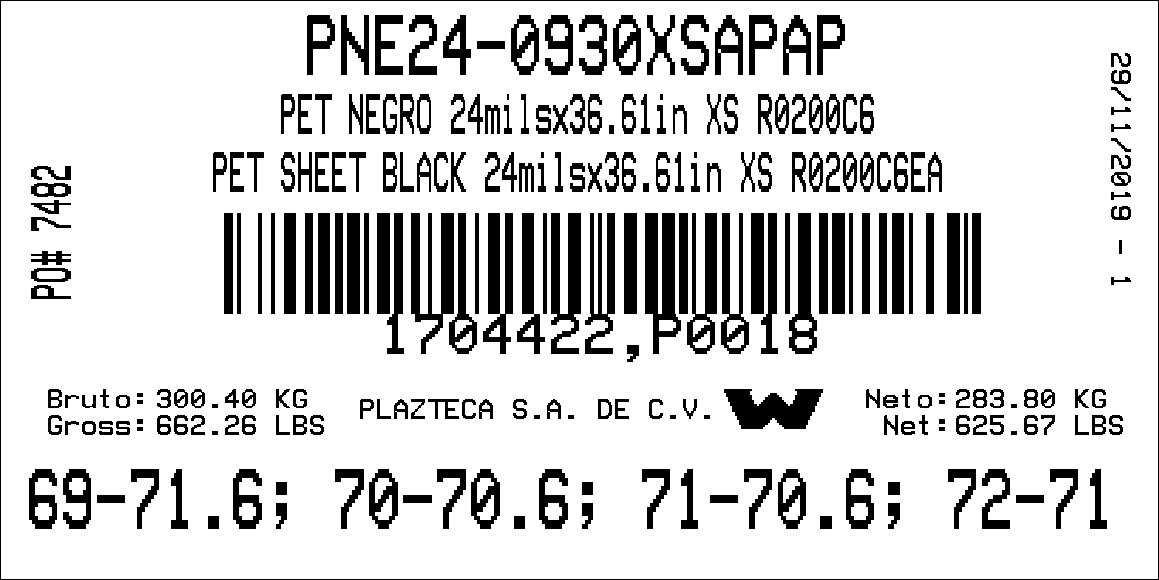 PNE24-0930XSAPAP
PET NEGRO 24milsx36.61in XS R0200C6
PET SHEET BLACK 24milsx36.61in XS R0200C6EA
PO# 7482
29/11/2019 - 1
1704422,P0018
Bruto: 300.40 KG
Gross: 662.26 LBS
PLAZTECA S.A. DE C.V.
Neto: 283.80 KG
Net: 625.67 LBS
69-71.6; 70-70.6; 71-70.6; 72-71